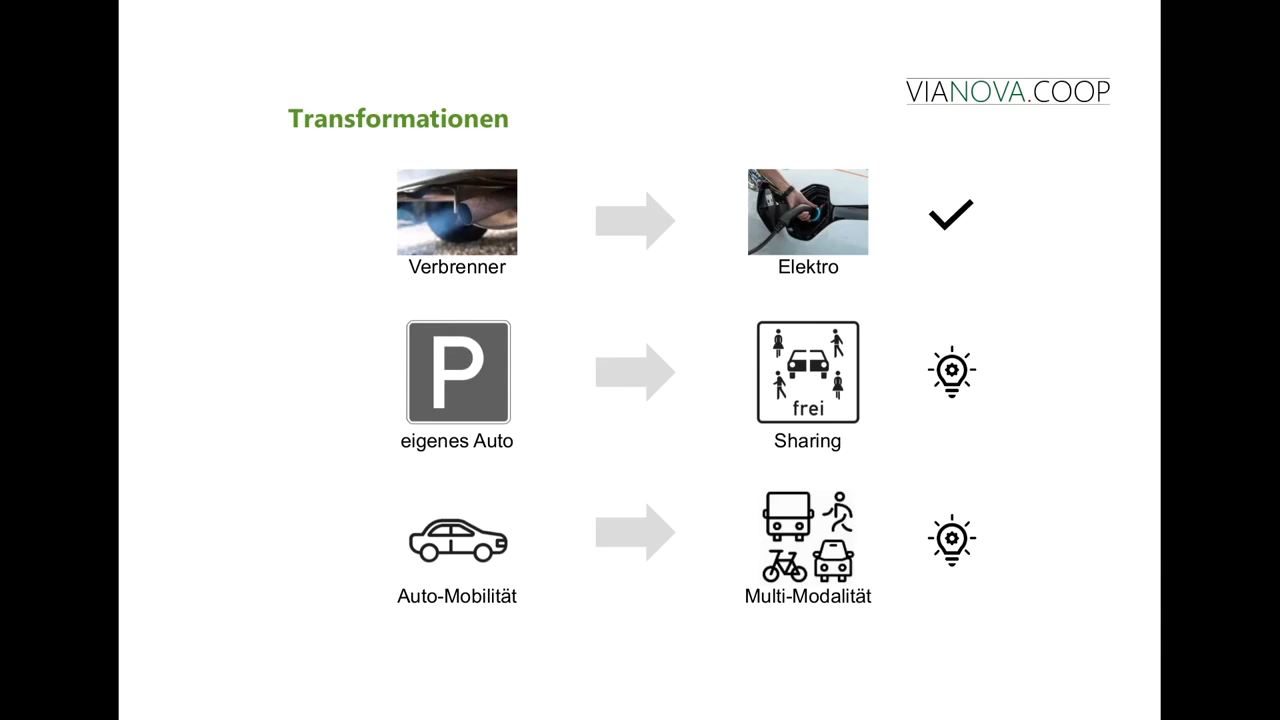 VIANOVA.COOP
Transformationen
Verbrenner
Elektro
P
frei
eigenes Auto
Sharing
Auto-Mobilität
Multi-Modalität